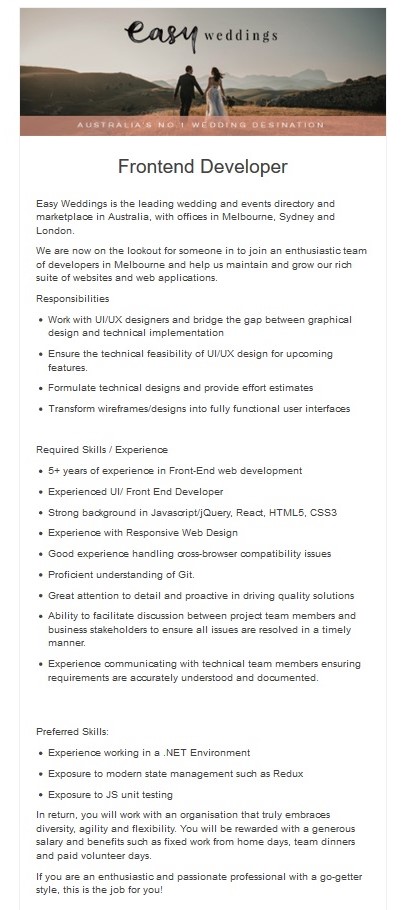 easy weddings
AUSTRALIA'S NO.1 WEDDING DESINATION
Frontend Developer
Easy Weddings is the leading wedding and events directory and
marketplace in Australia, with offices in Melbourne, Sydney and
London.
We are now on the lookout for someone in to join an enthusiastic team
of developers in Melbourne and help us maintain and grow our rich
suite of websites and web applications.
Responsibilities
• Work with UI/UX designers and bridge the gap between graphical
design and technical implementation
• Ensure the technical feasibility of UI/UX design for upcoming
features.
• Formulate technical designs and provide effort estimates
• Transform wireframes/designs into fully functional user interfaces
Required Skills / Experience
• 5+ years of experience in Front-End web development
• Experienced UI/ Front End Developer
• Strong background in Javascript/jQuery, React, HTML5, CSS3
• Experience with Responsive Web Design
• Good experience handling cross-browser compatibility issues
• Proficient understanding of Git.
• Great attention to detail and proactive in driving quality solutions
• Ability to facilitate discussion between project team members and
business stakeholders to ensure all issues are resolved in a timely
manner.
• Experience communicating with technical team members ensuring
requirements are accurately understood and documented.
Preferred Skills:
• Experience working in a .NET Environment
• Exposure to modern state management such as Redux
• Exposure to JS unit testing
In return, you will work with an organisation that truly embraces
diversity, agility and flexibility. You will be rewarded with a generous
salary and benefits such as fixed work from home days, team dinners
and paid volunteer days.
If you are an enthusiastic and passionate professional with a go-getter
style, this is the job for you!